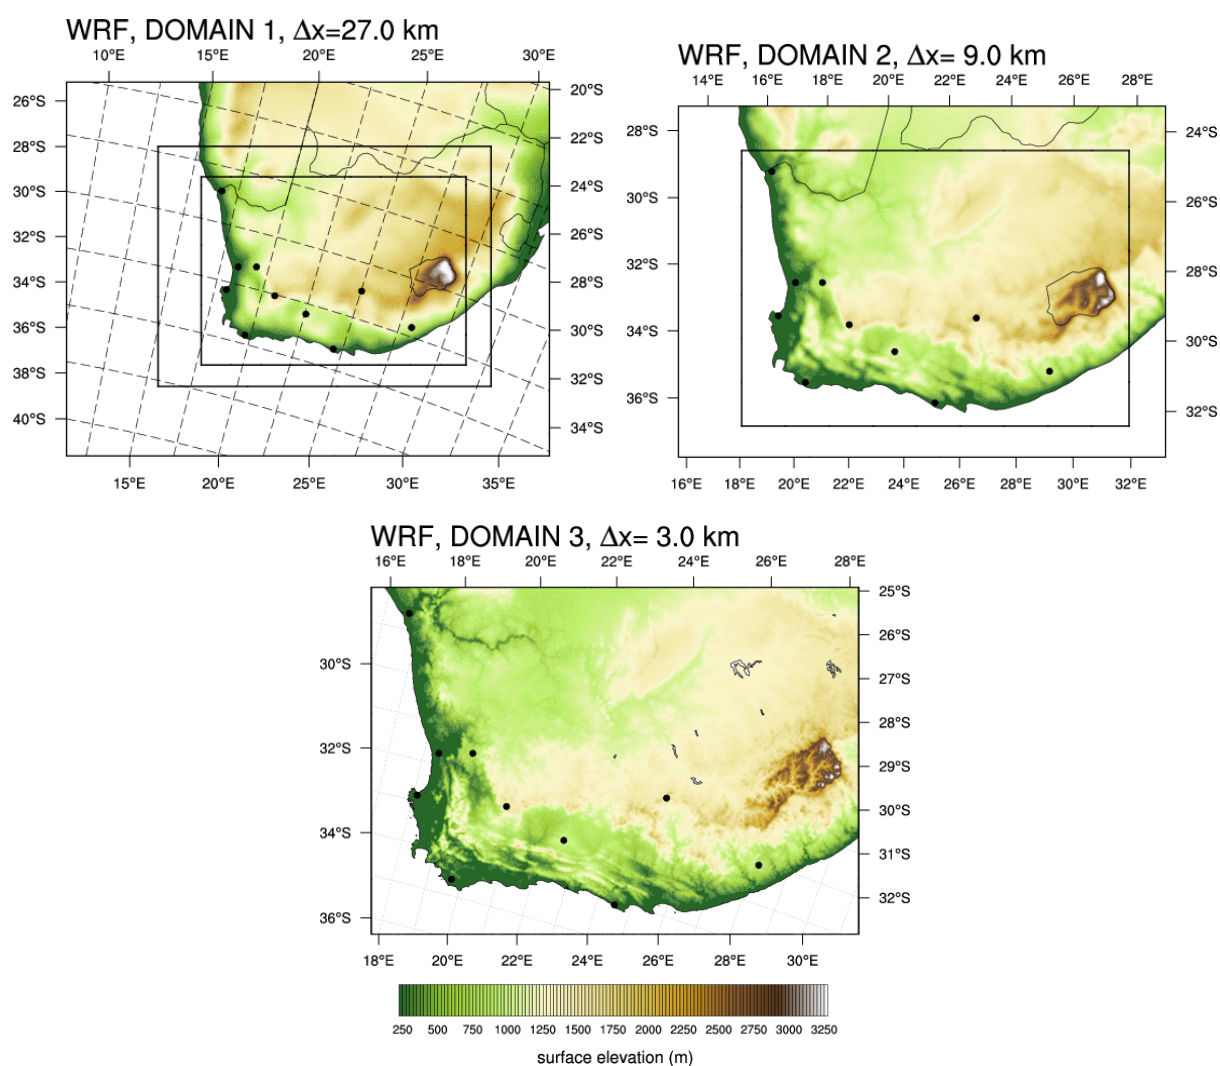 WRF, DOMAIN 1, Δx=27.0 km
10°E 15°E 20°E 25°E 30°E
26°S
28°S
30°S
32°S
34°S
36°S
38°S
40°S
20°S
22°S
24°S
26°S
28°S
30°S
32°S
34°S
15°E 20°E 25°E 30°E 35°E
WRF, DOMAIN 2, Δx= 9.0 km
14°E 16°E 18°E 20°E 22°E 24°E 26°E 28°E
28°S
30°S
32°S
34°S
36°S
24°S
26°S
28°S
30°S
32°S
16°E 18°E 20°E 22°E 24°E 26°E 28°E 30°E 32°E
WRF, DOMAIN 3, Δx= 3.0 km
16°E 18°E 20°E 22°E 24°E 26°E 28°E
30°S
32°S
34°S
36°S
25°S
26°S
27°S
28°S
29°S
30°S
31°S
32°S
18°E 20°E 22°E 24°E 26°E 28°E 30°E
250 500 750 1000 1250 1500 1750 2000 2250 2500 2750 3000 3250
surface elevation (m)